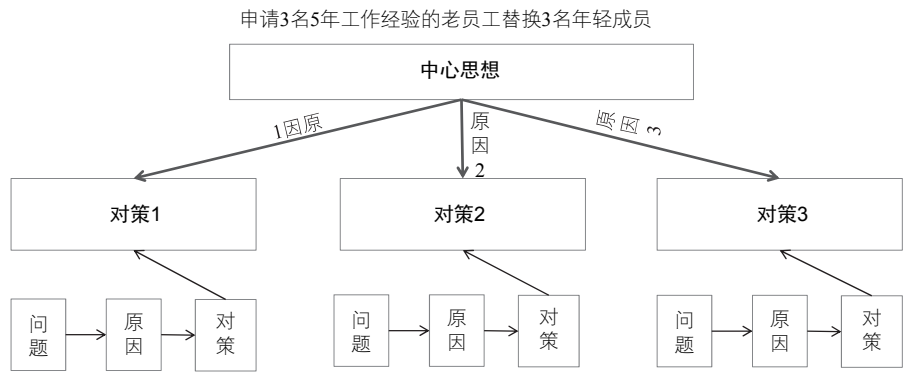 申请3名5年工作经验的老员工替换3名年轻成员
中心思想
1因原
原因2
原因3
对策1
对策2
对策3
问题
原因
对策
问题
原因
对策
问题
原因
对策